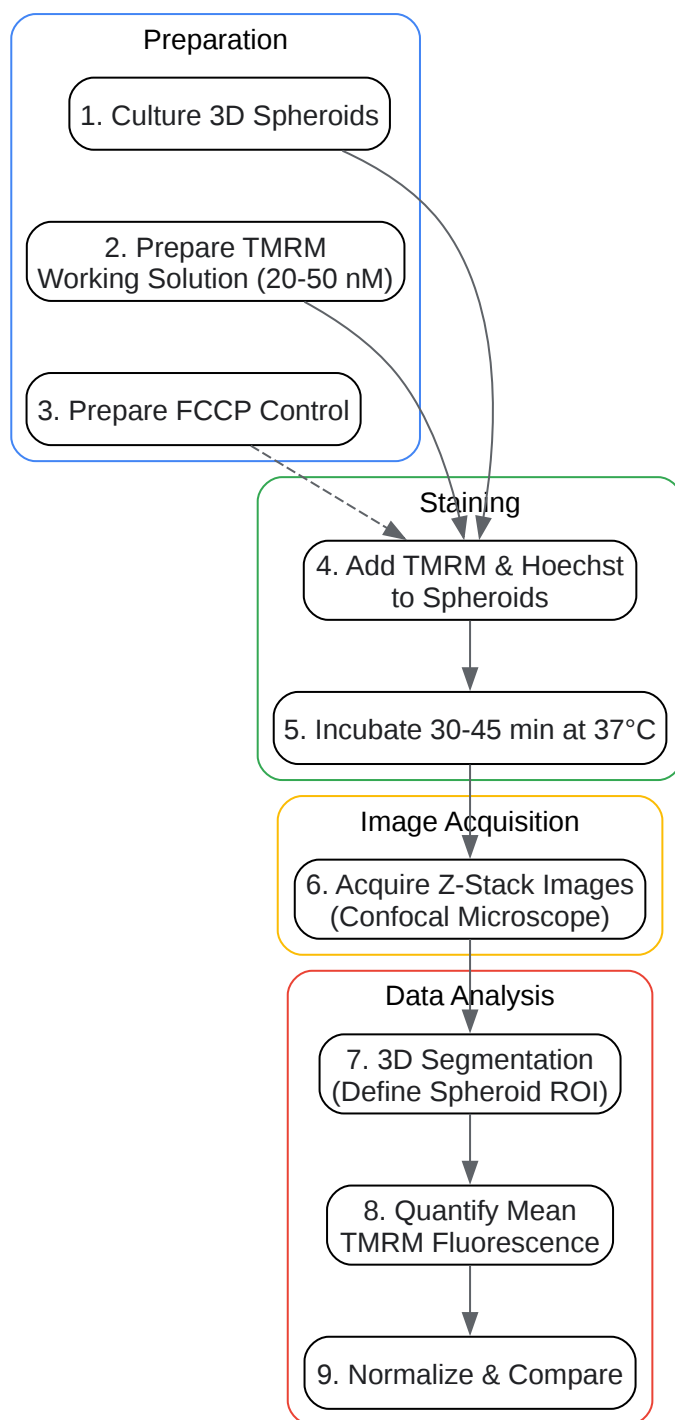 Preparation
1. Culture 3D Spheroids
2. Prepare TMRM
Working Solution (20-50 nM)
3. Prepare FCCP Control
Staining
4. Add TMRM & Hoechst
to Spheroids
5. Incubate 30-45 min at 37°C
Image Acquisition
6. Acquire Z-Stack Images
(Confocal Microscope)
Data Analysis
7. 3D Segmentation
(Define Spheroid ROI)
8. Quantify Mean
TMRM Fluorescence
9. Normalize & Compare